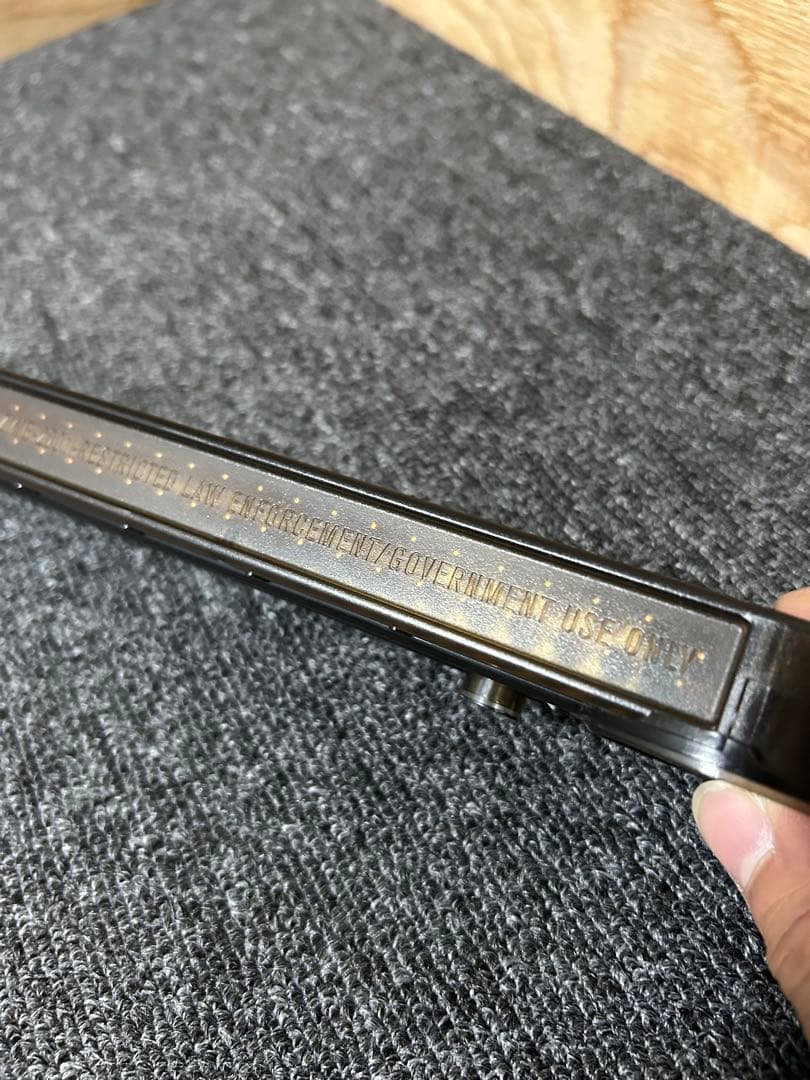 RESTRICTED LAW ENFORCEMENT/GOVERNMENT USE ONLY